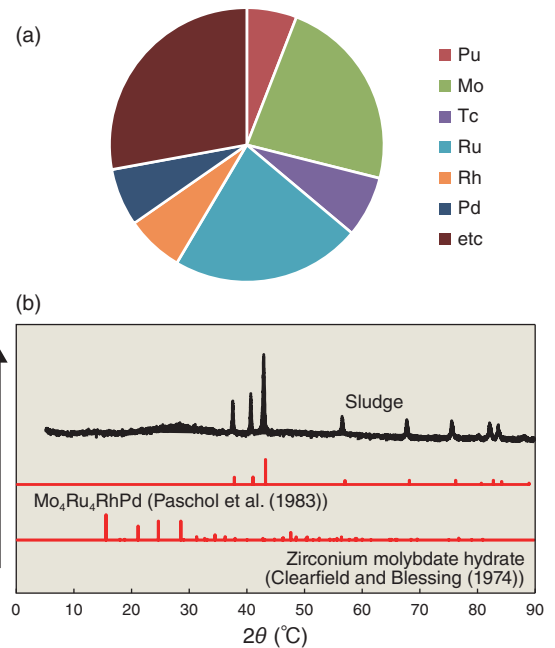 (a)
Pu
Mo
Tc
Ru
Rh
Pd
etc
(b)
Sludge
Mo₄Ru₄RhPd (Paschol et al. (1983))
Zirconium molybdate hydrate
(Clearfield and Blessing (1974))
0 10 20 30 40 50 60 70 80 90
2θ (℃)